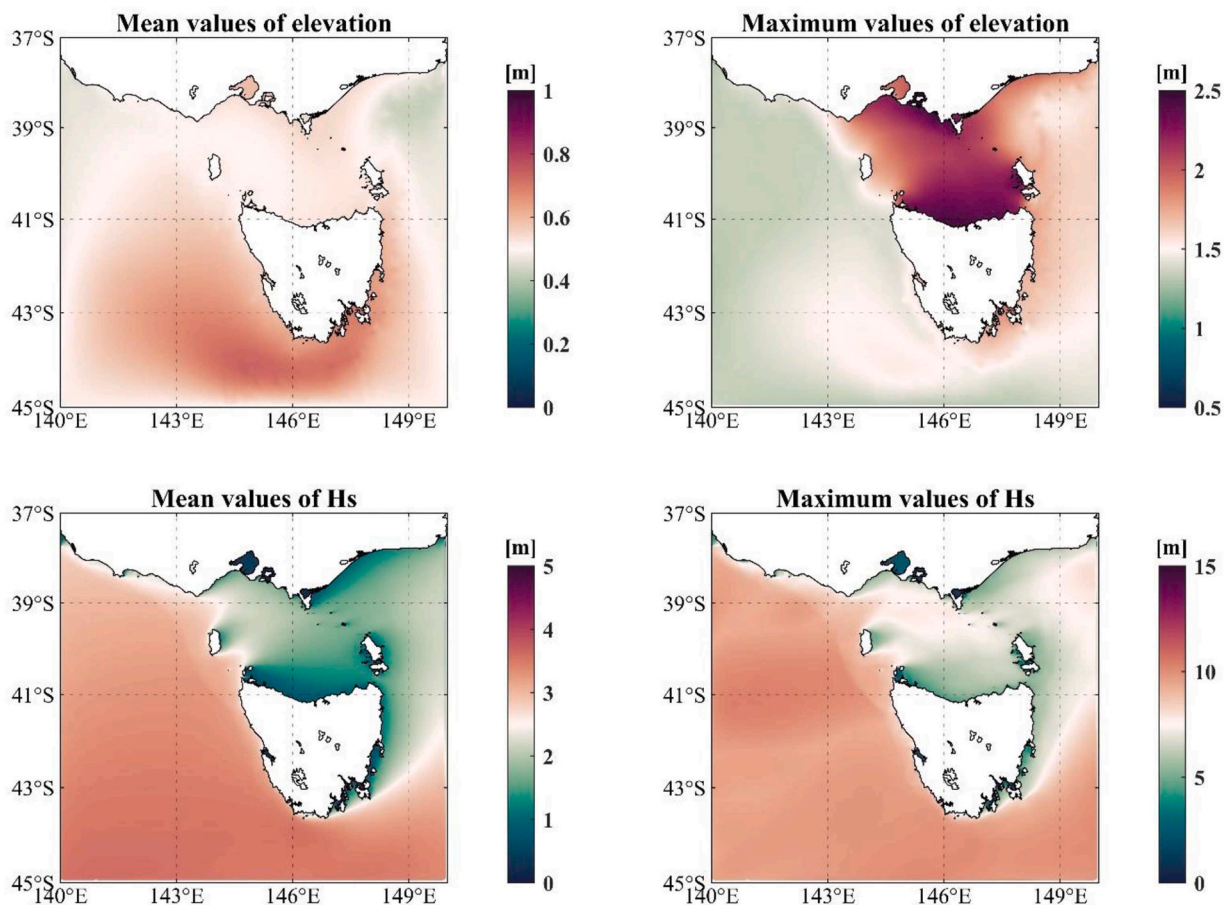 Mean values of elevation
37°S
39°S
41°S
43°S
45°S
140°E
143°E
146°E
149°E
[m]
1
0.8
0.6
0.4
0.2
0
Maximum values of elevation
37°S
39°S
41°S
43°S
45°S
140°E
143°E
146°E
149°E
[m]
2.5
2
1.5
1
0.5
Mean values of Hs
37°S
39°S
41°S
43°S
45°S
140°E
143°E
146°E
149°E
[m]
5
4
3
2
1
0
Maximum values of Hs
37°S
39°S
41°S
43°S
45°S
140°E
143°E
146°E
149°E
[m]
15
10
5
0